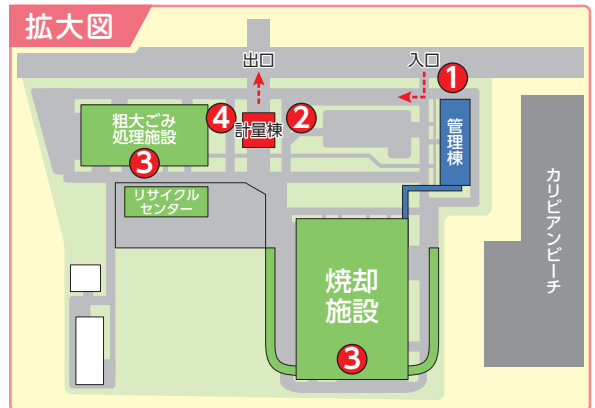 拡大図
出口
入口
1
粗大ごみ
処理施設
4
計量棟
2
管理棟
3
リサイクル
センター
カリビアンビーチ
焼却
施設
3